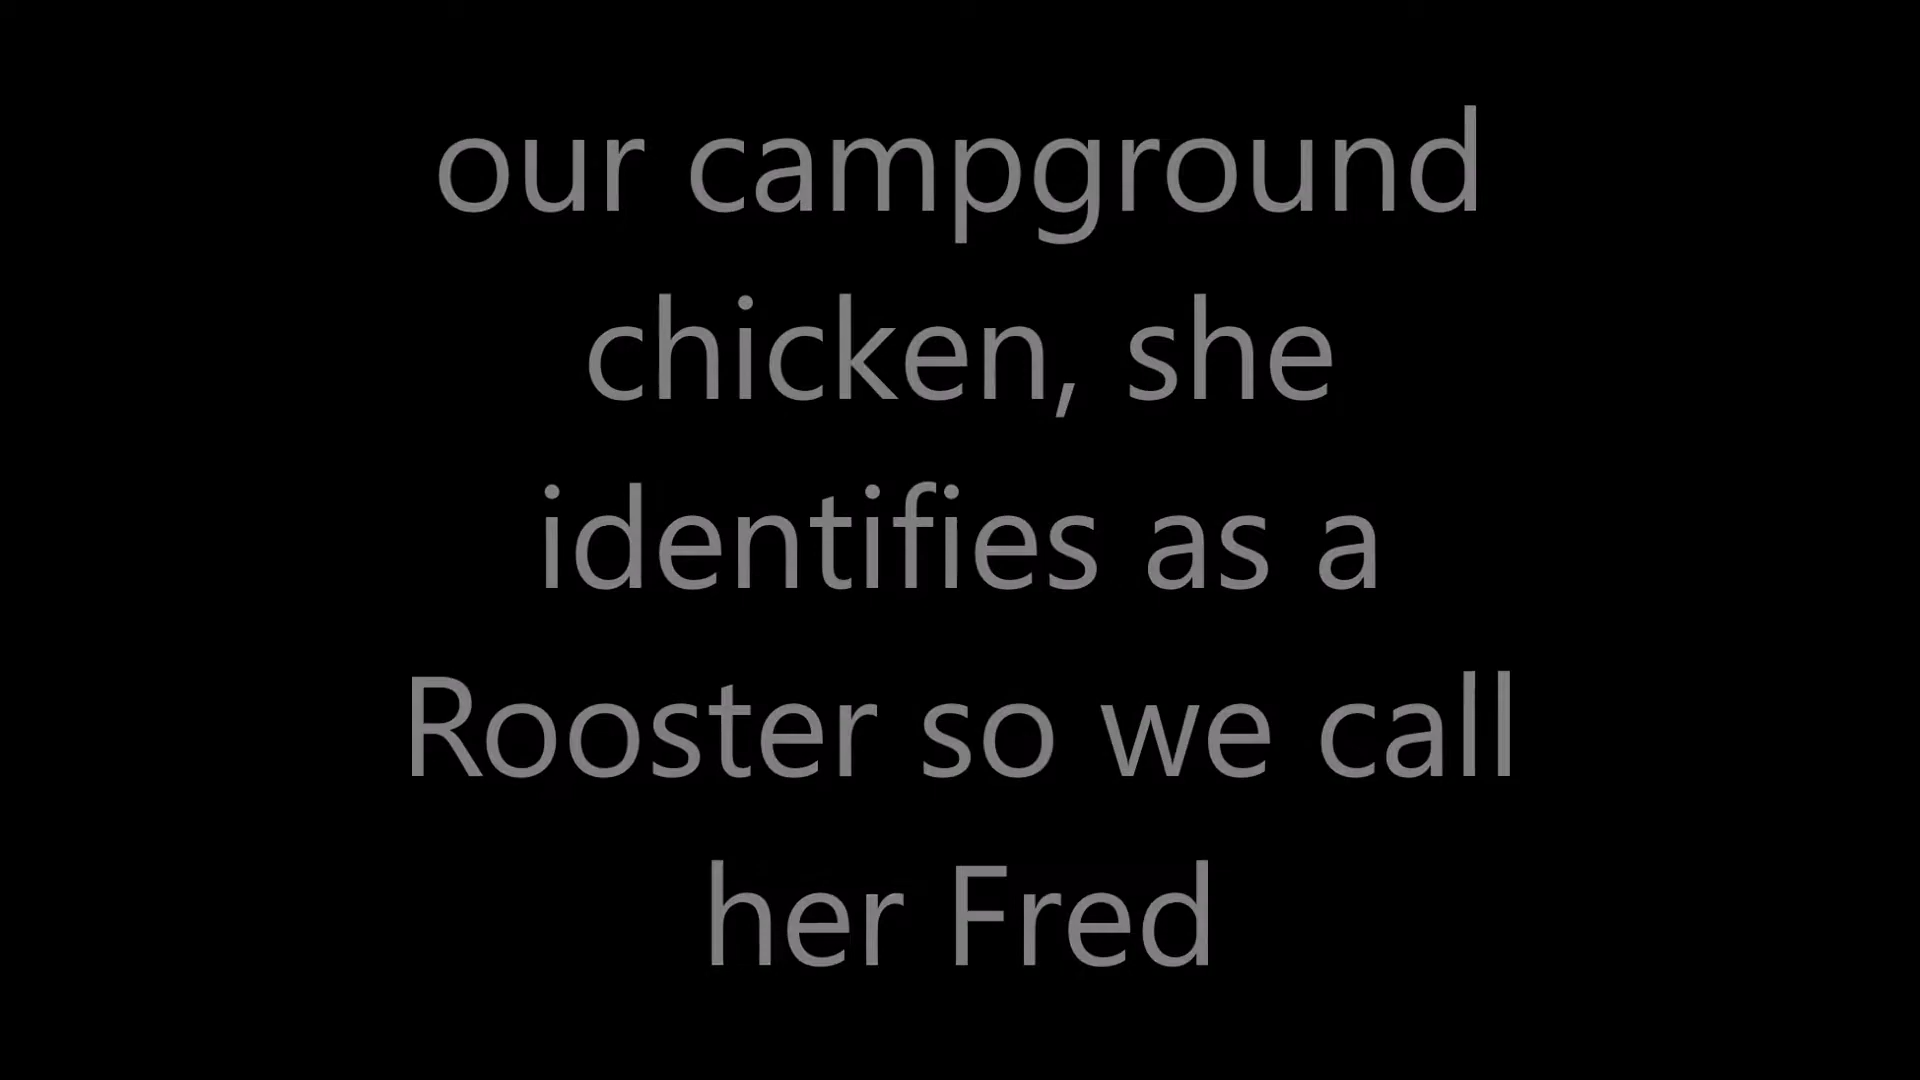 our campground
chicken, she
identifies as a
Rooster so we call
her Fred